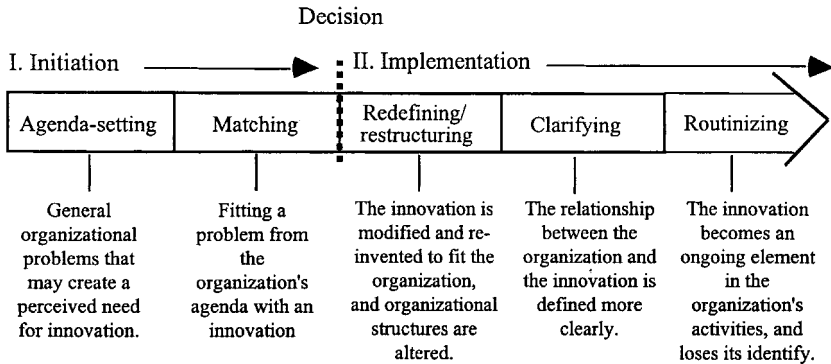 Decision
I. Initiation
II. Implementation
Agenda-setting
Matching
Redefining/
restructuring
Clarifying
Routinizing
General
organizational
problems that
may create a
perceived need
for innovation.
Fitting a
problem from
the
organization's
agenda with an
innovation
The innovation is
modified and re-
invented to fit the
organization,
and organizational
structures are
altered.
The relationship
between the
organization and
the innovation is
defined more
clearly.
The innovation
becomes an
ongoing element
in the
organization's
activities, and
loses its identify.